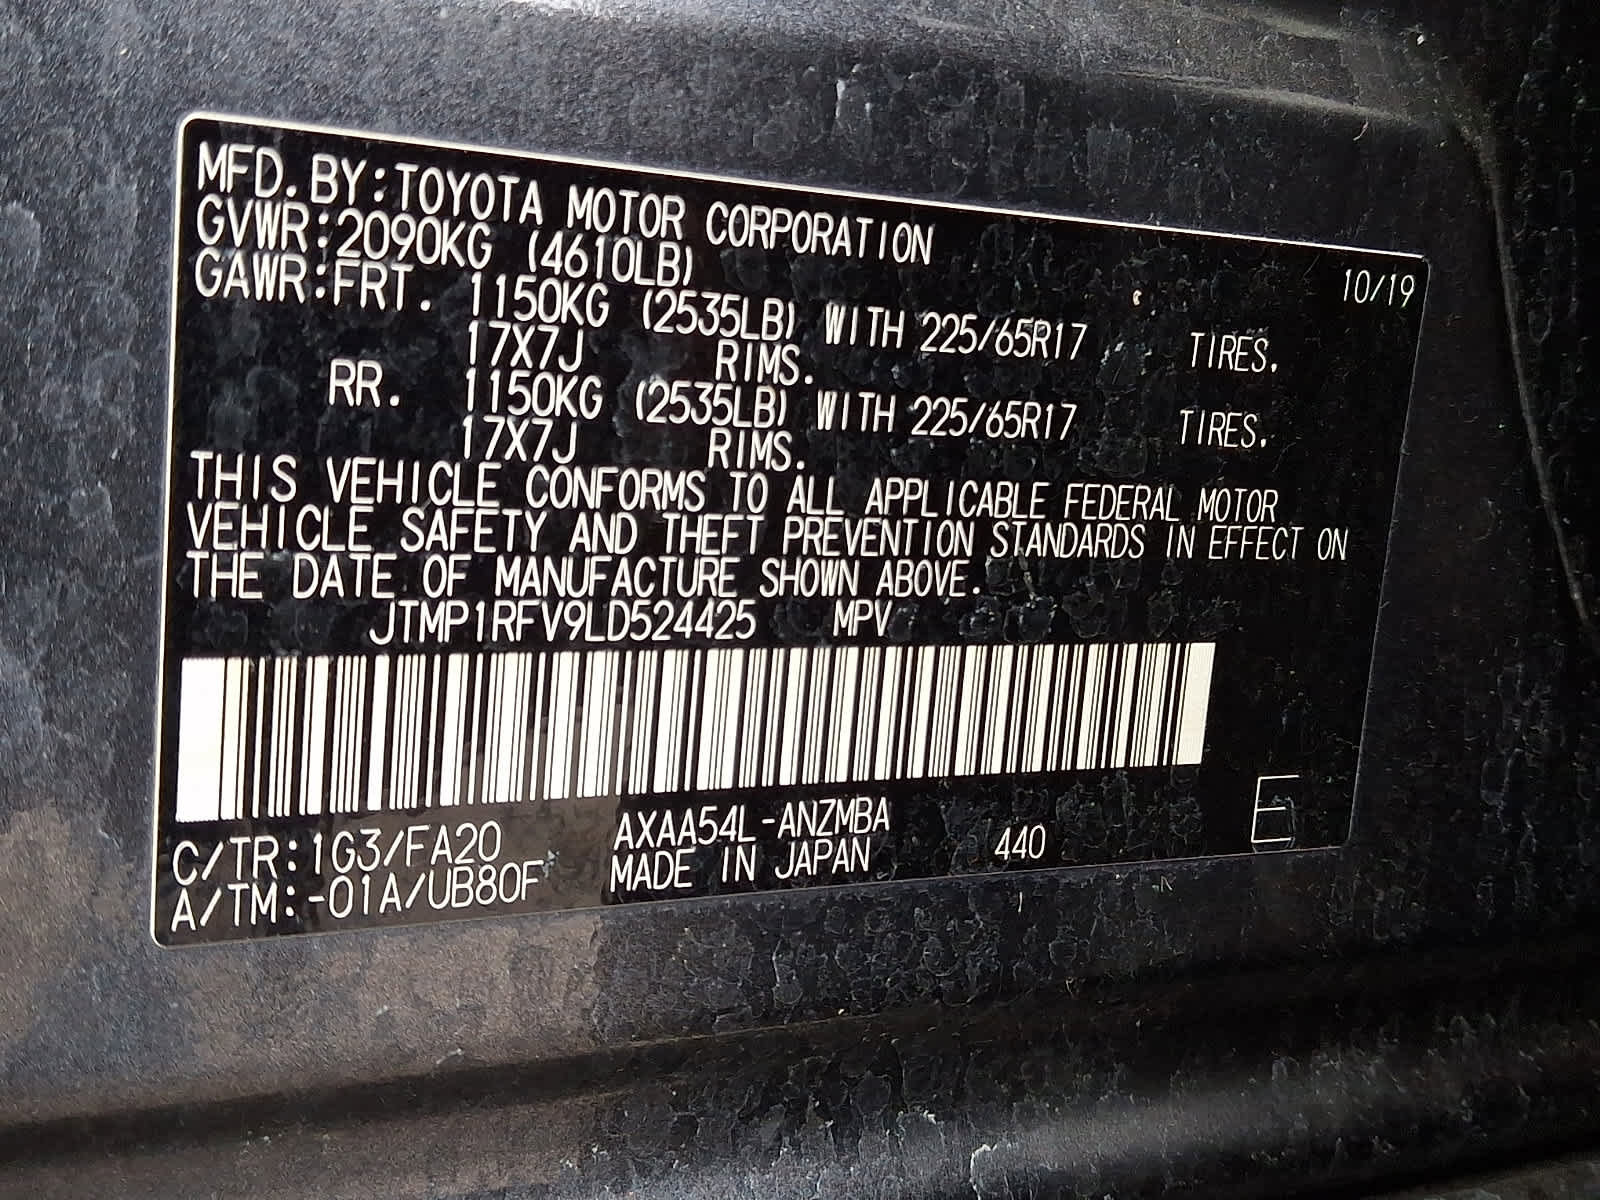 MFD. BY: TOYOTA MOTOR CORPORATION 10/19
GVWR: 2090KG (4610LB)
GAWR: FRT. 1150KG (2535LB) WITH 225/65R17 TIRES.
17X7J RIMS.
RR. 1150KG (2535LB) WITH 225/65R17 TIRES.
17X7J RIMS.
THIS VEHICLE CONFORMS TO ALL APPLICABLE FEDERAL MOTOR
VEHICLE SAFETY AND THEFT PREVENTION STANDARDS IN EFFECT ON
THE DATE OF MANUFACTURE SHOWN ABOVE.
JTMP1RFV9LD524425 MPV
C/TR: 1G3/FA20 AXAA54L-ANZMBA
A/TM: -01A/UB80F MADE IN JAPAN 440 E